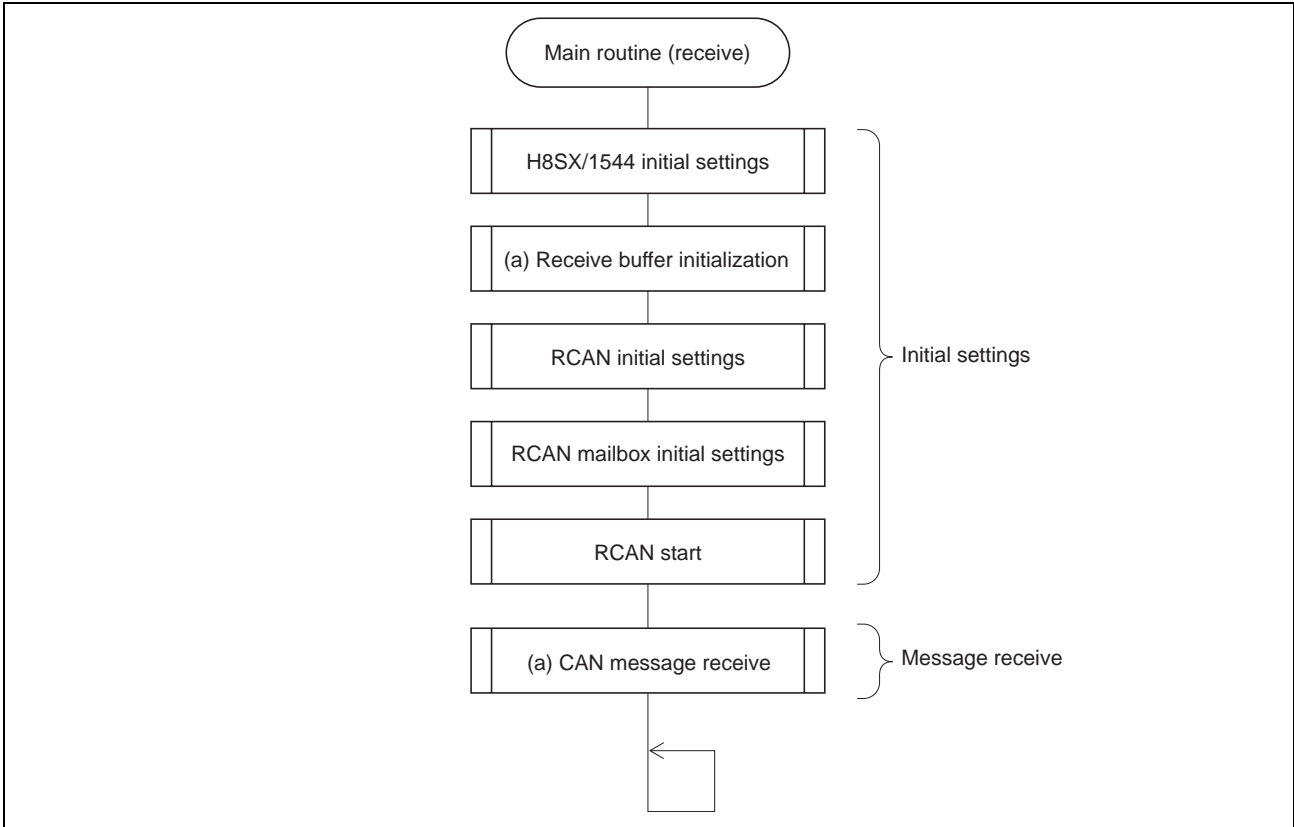 Main routine (receive)
H8SX/1544 initial settings
(a) Receive buffer initialization
RCAN initial settings
Initial settings
RCAN mailbox initial settings
RCAN start
(a) CAN message receive
Message receive